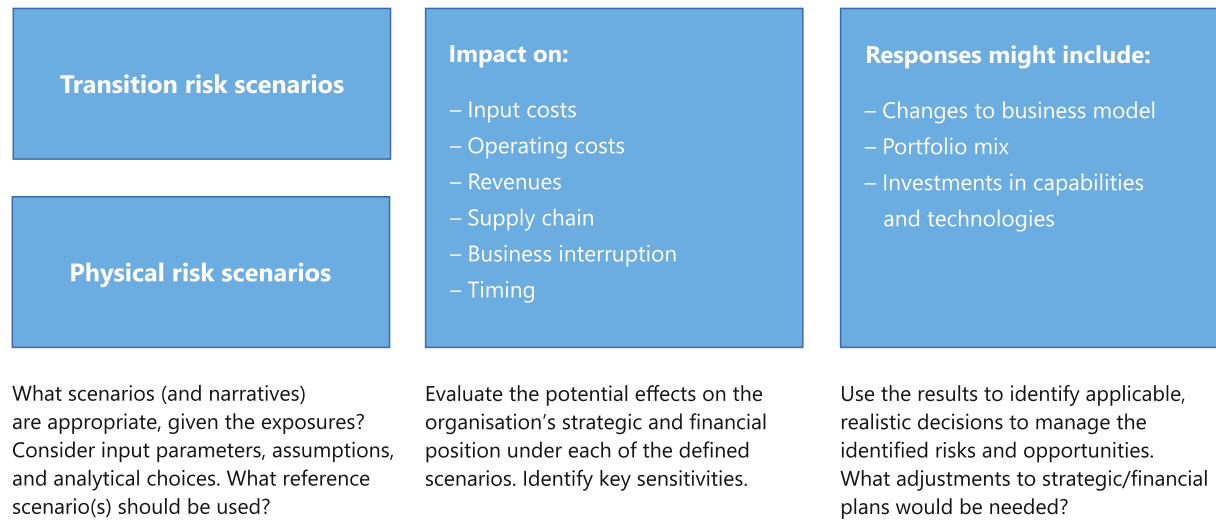 Transition risk scenarios
Physical risk scenarios
What scenarios (and narratives)
are appropriate, given the exposures?
Consider input parameters, assumptions,
and analytical choices. What reference
scenario(s) should be used?
Impact on:
– Input costs
– Operating costs
– Revenues
– Supply chain
– Business interruption
– Timing
Evaluate the potential effects on the
organisation’s strategic and financial
position under each of the defined
scenarios. Identify key sensitivities.
Responses might include:
– Changes to business model
– Portfolio mix
– Investments in capabilities
and technologies
Use the results to identify applicable,
realistic decisions to manage the
identified risks and opportunities.
What adjustments to strategic/financial
plans would be needed?